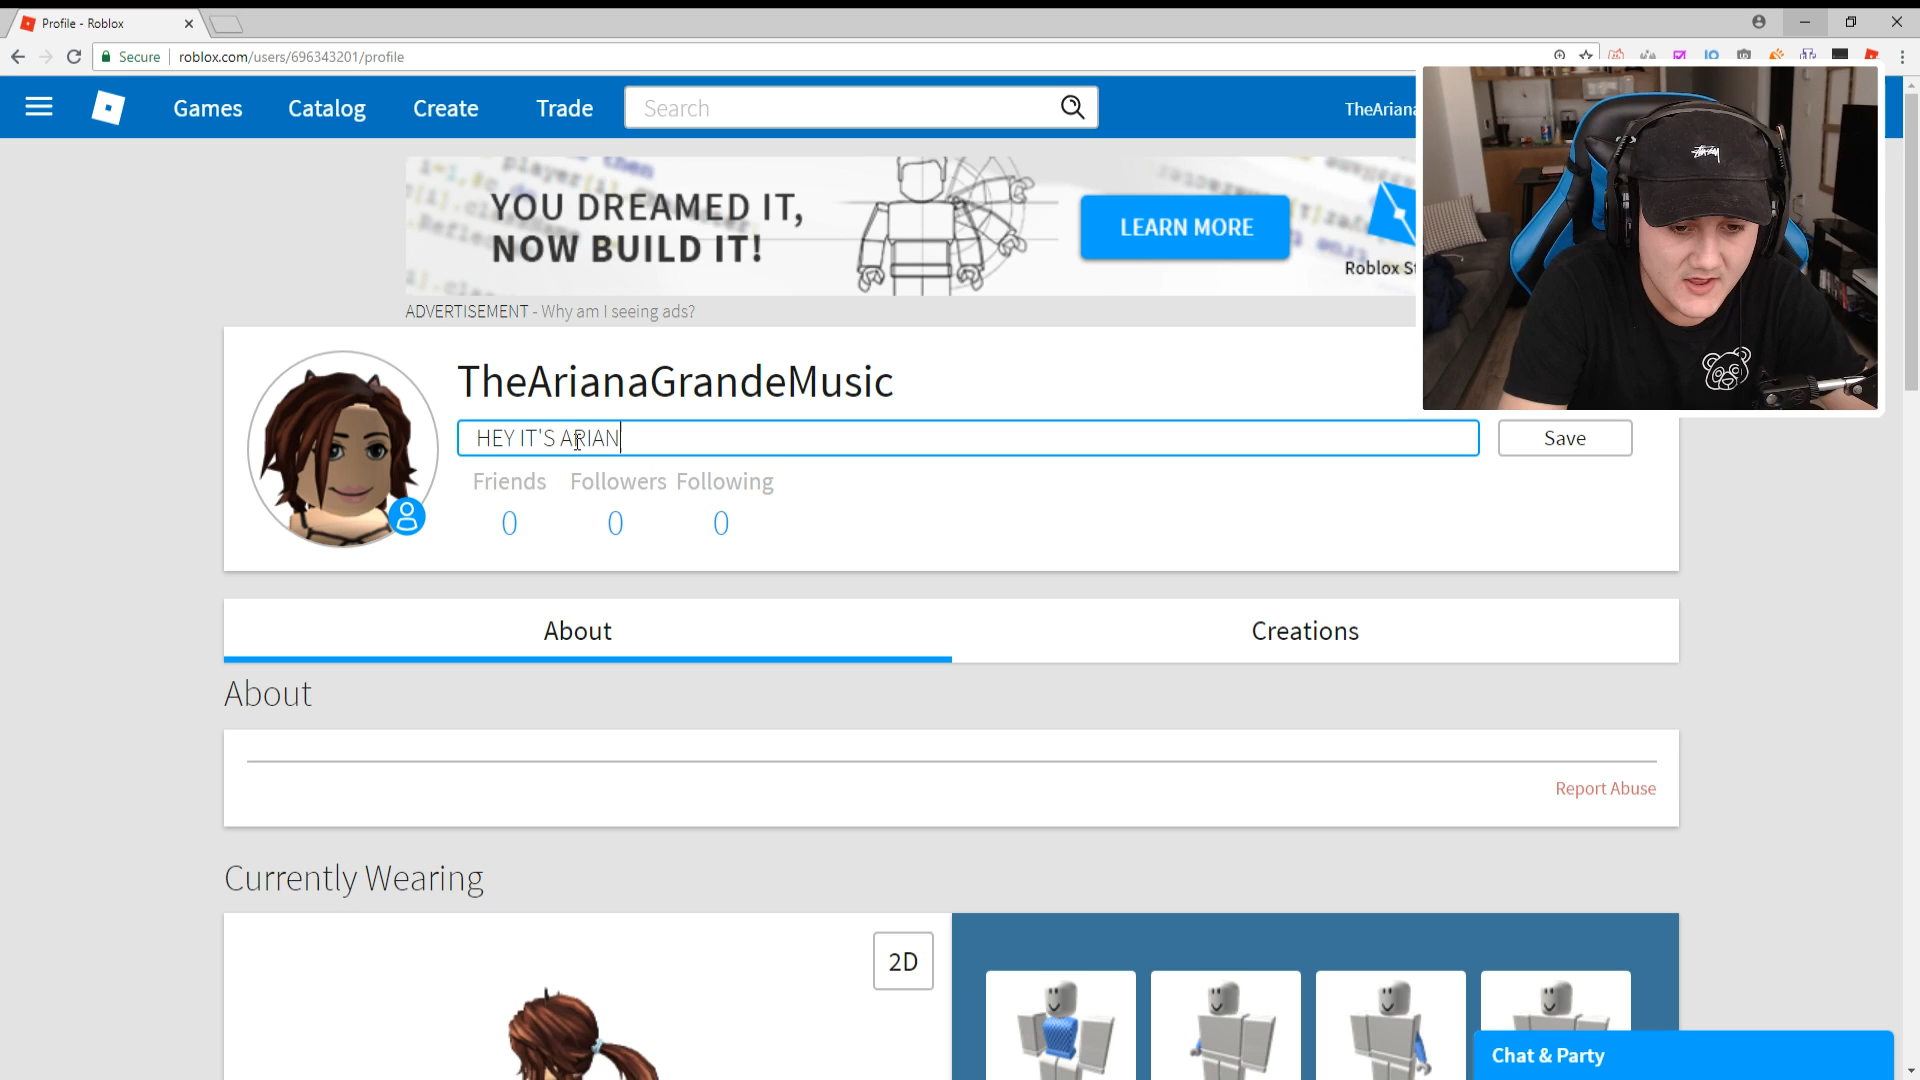 Profile - Roblox
Secure
roblox.com/users/696343201/profile
Games
Catalog
Create
Trade
Search
TheAriana
YOU DREAMED IT,
NOW BUILD IT!
LEARN MORE
Roblox St
ADVERTISEMENT - Why am I seeing ads?
TheArianaGrandeMusic
HEY IT'S ARIAN
Save
Friends
Followers
Following
0
0
0
About
Creations
About
Report Abuse
Currently Wearing
2D
Chat & Party